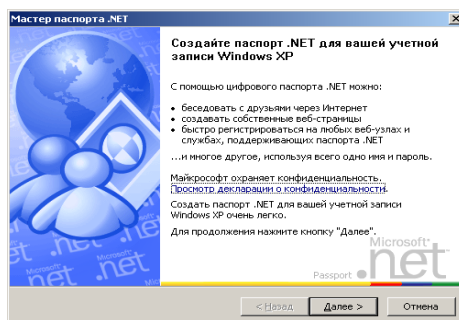 Мастер паспорта .NET
Создайте паспорт .NET для вашей учетной
записи Windows XP
С помощью цифрового паспорта .NET можно:
• беседовать с друзьями через Интернет
• создавать собственные веб-страницы
• быстро регистрироваться на любых веб-узлах и
службах, поддерживающих паспорта .NET
...и многое другое, используя всего одно имя и пароль.
Майкрософт охраняет конфиденциальность.
Просмотр декларации о конфиденциальности.
Создать паспорт .NET для вашей учетной записи
Windows XP очень легко.
Для продолжения нажмите кнопку "Далее".
Microsoft
Passport .net
Microsoft
.net
Microsoft
.net
< Назад
Далее >
Отмена